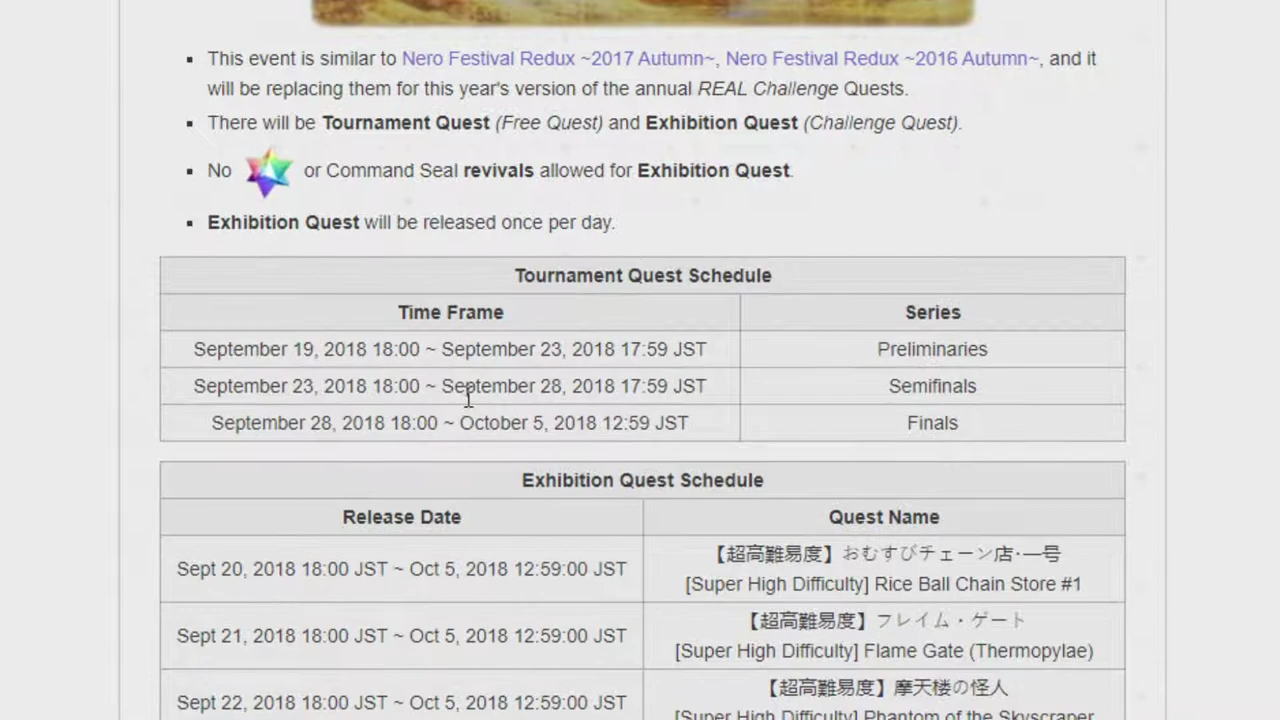 This event is similar to Nero Festival Redux ~2017 Autumn~, Nero Festival Redux ~2016 Autumn~, and it
will be replacing them for this year's version of the annual REAL Challenge Quests.
There will be Tournament Quest (Free Quest) and Exhibition Quest (Challenge Quest).
No or Command Seal revivals allowed for Exhibition Quest.
Exhibition Quest will be released once per day.
Tournament Quest Schedule
Time Frame Series
September 19, 2018 18:00 ~ September 23, 2018 17:59 JST Preliminaries
September 23, 2018 18:00 ~ September 28, 2018 17:59 JST Semifinals
September 28, 2018 18:00 ~ October 5, 2018 12:59 JST Finals
Exhibition Quest Schedule
Release Date Quest Name
Sept 20, 2018 18:00 JST ~ Oct 5, 2018 12:59:00 JST
【超高難易度】おむすびチェーン店·一号
[Super High Difficulty] Rice Ball Chain Store #1
Sept 21, 2018 18:00 JST ~ Oct 5, 2018 12:59:00 JST
【超高難易度】フレイム・ゲート
[Super High Difficulty] Flame Gate (Thermopylae)
Sept 22, 2018 18:00 JST ~ Oct 5, 2018 12:59:00 JST
【超高難易度】摩天楼の怪人
[Super High Difficulty] Phantom of the Skyscraper